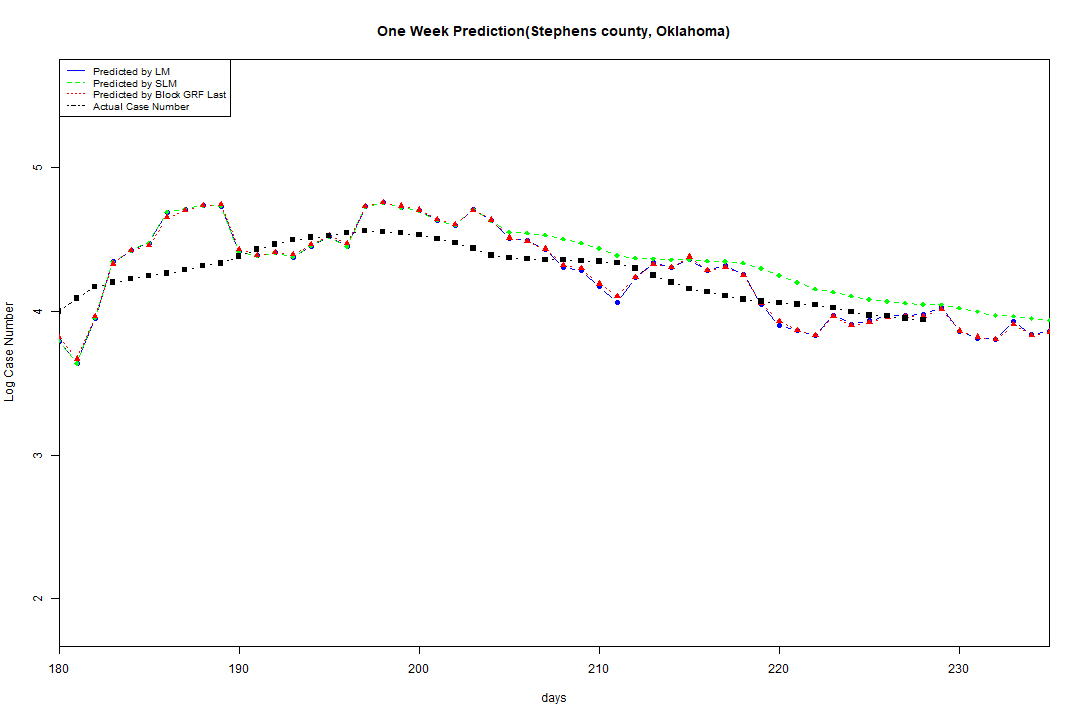 One Week Prediction(Stephens county, Oklahoma)
Predicted by LM
Predicted by SLM
Predicted by Block GRF Last
Actual Case Number
5
4
3
2
Log Case Number
180 190 200 210 220 230
days